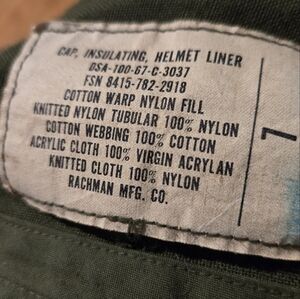 CAP, INSULATING, HELMET LINER
DSA-100-67-C-3037
FSN 8415-782-2918
COTTON WARP NYLON FILL
KNITTED NYLON TUBULAR 100% NYLON
COTTON WEBBING 100% COTTON
ACRYLIC CLOTH 100% VIRGIN ACRYLAN
KNITTED CLOTH 100% NYLON
RACHMAN MFG. CO.
7